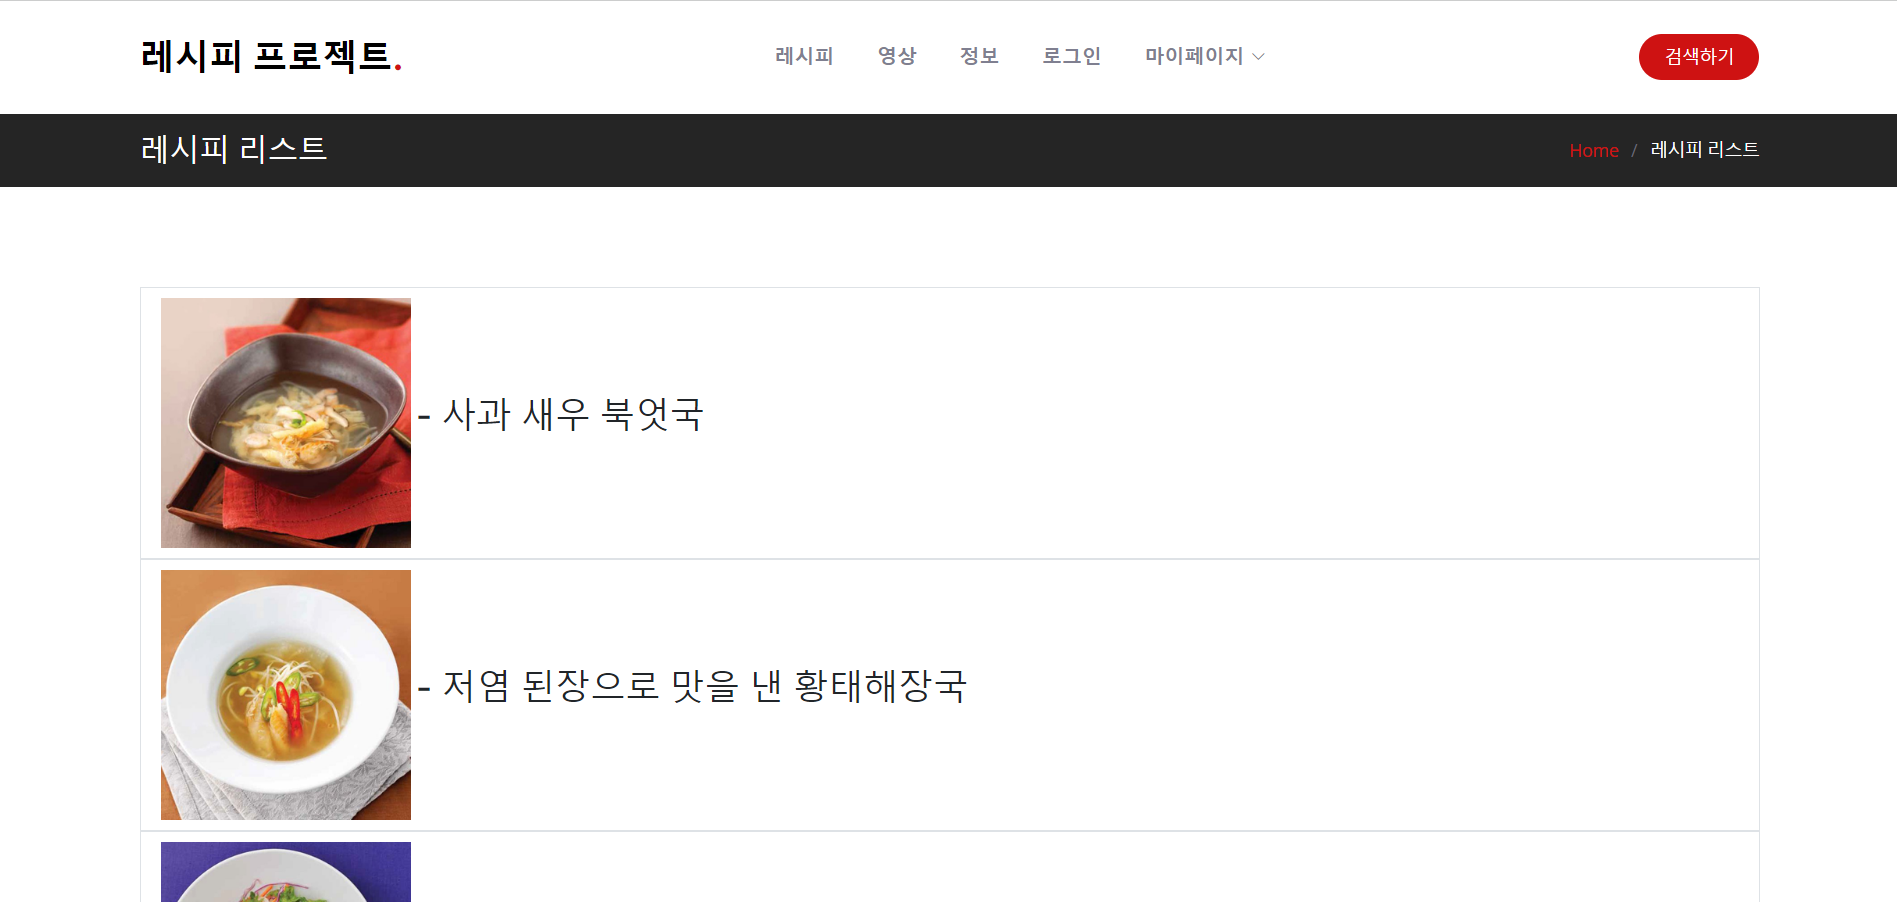 레시피 프로젝트.
레시피 영상 정보 로그인 마이페이지
검색하기
레시피 리스트
Home / 레시피 리스트
- 사과 새우 북엇국
- 저염 된장으로 맛을 낸 황태해장국